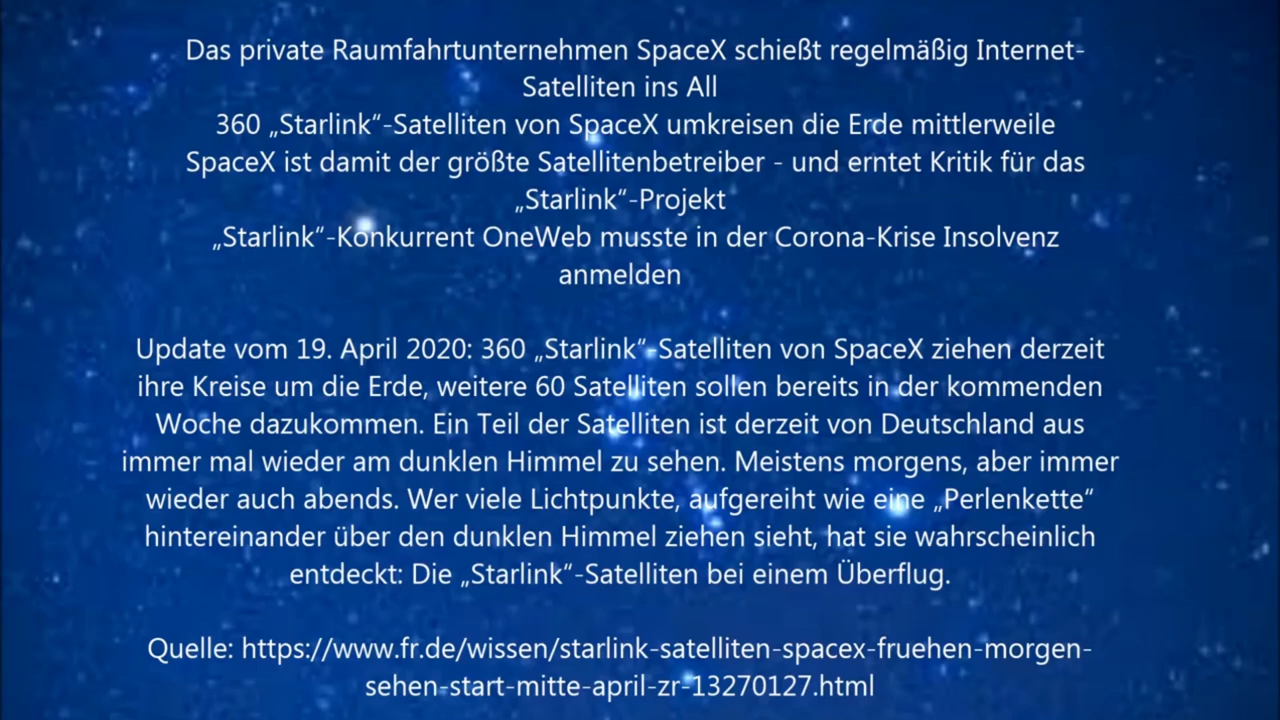 Das private Raumfahrtunternehmen SpaceX schießt regelmäßig Internet-
Satelliten ins All
360 „Starlink“-Satelliten von SpaceX umkreisen die Erde mittlerweile
SpaceX ist damit der größte Satellitenbetreiber - und erntet Kritik für das
„Starlink“-Projekt
„Starlink“-Konkurrent OneWeb musste in der Corona-Krise Insolvenz
anmelden
Update vom 19. April 2020: 360 „Starlink“-Satelliten von SpaceX ziehen derzeit
ihre Kreise um die Erde, weitere 60 Satelliten sollen bereits in der kommenden
Woche dazukommen. Ein Teil der Satelliten ist derzeit von Deutschland aus
immer mal wieder am dunklen Himmel zu sehen. Meistens morgens, aber immer
wieder auch abends. Wer viele Lichtpunkte, aufgereiht wie eine „Perlenkette“
hintereinander über den dunklen Himmel ziehen sieht, hat sie wahrscheinlich
entdeckt: Die „Starlink“-Satelliten bei einem Überflug.
Quelle: https://www.fr.de/wissen/starlink-satelliten-spacex-fruehen-morgen-
sehen-start-mitte-april-zr-13270127.html